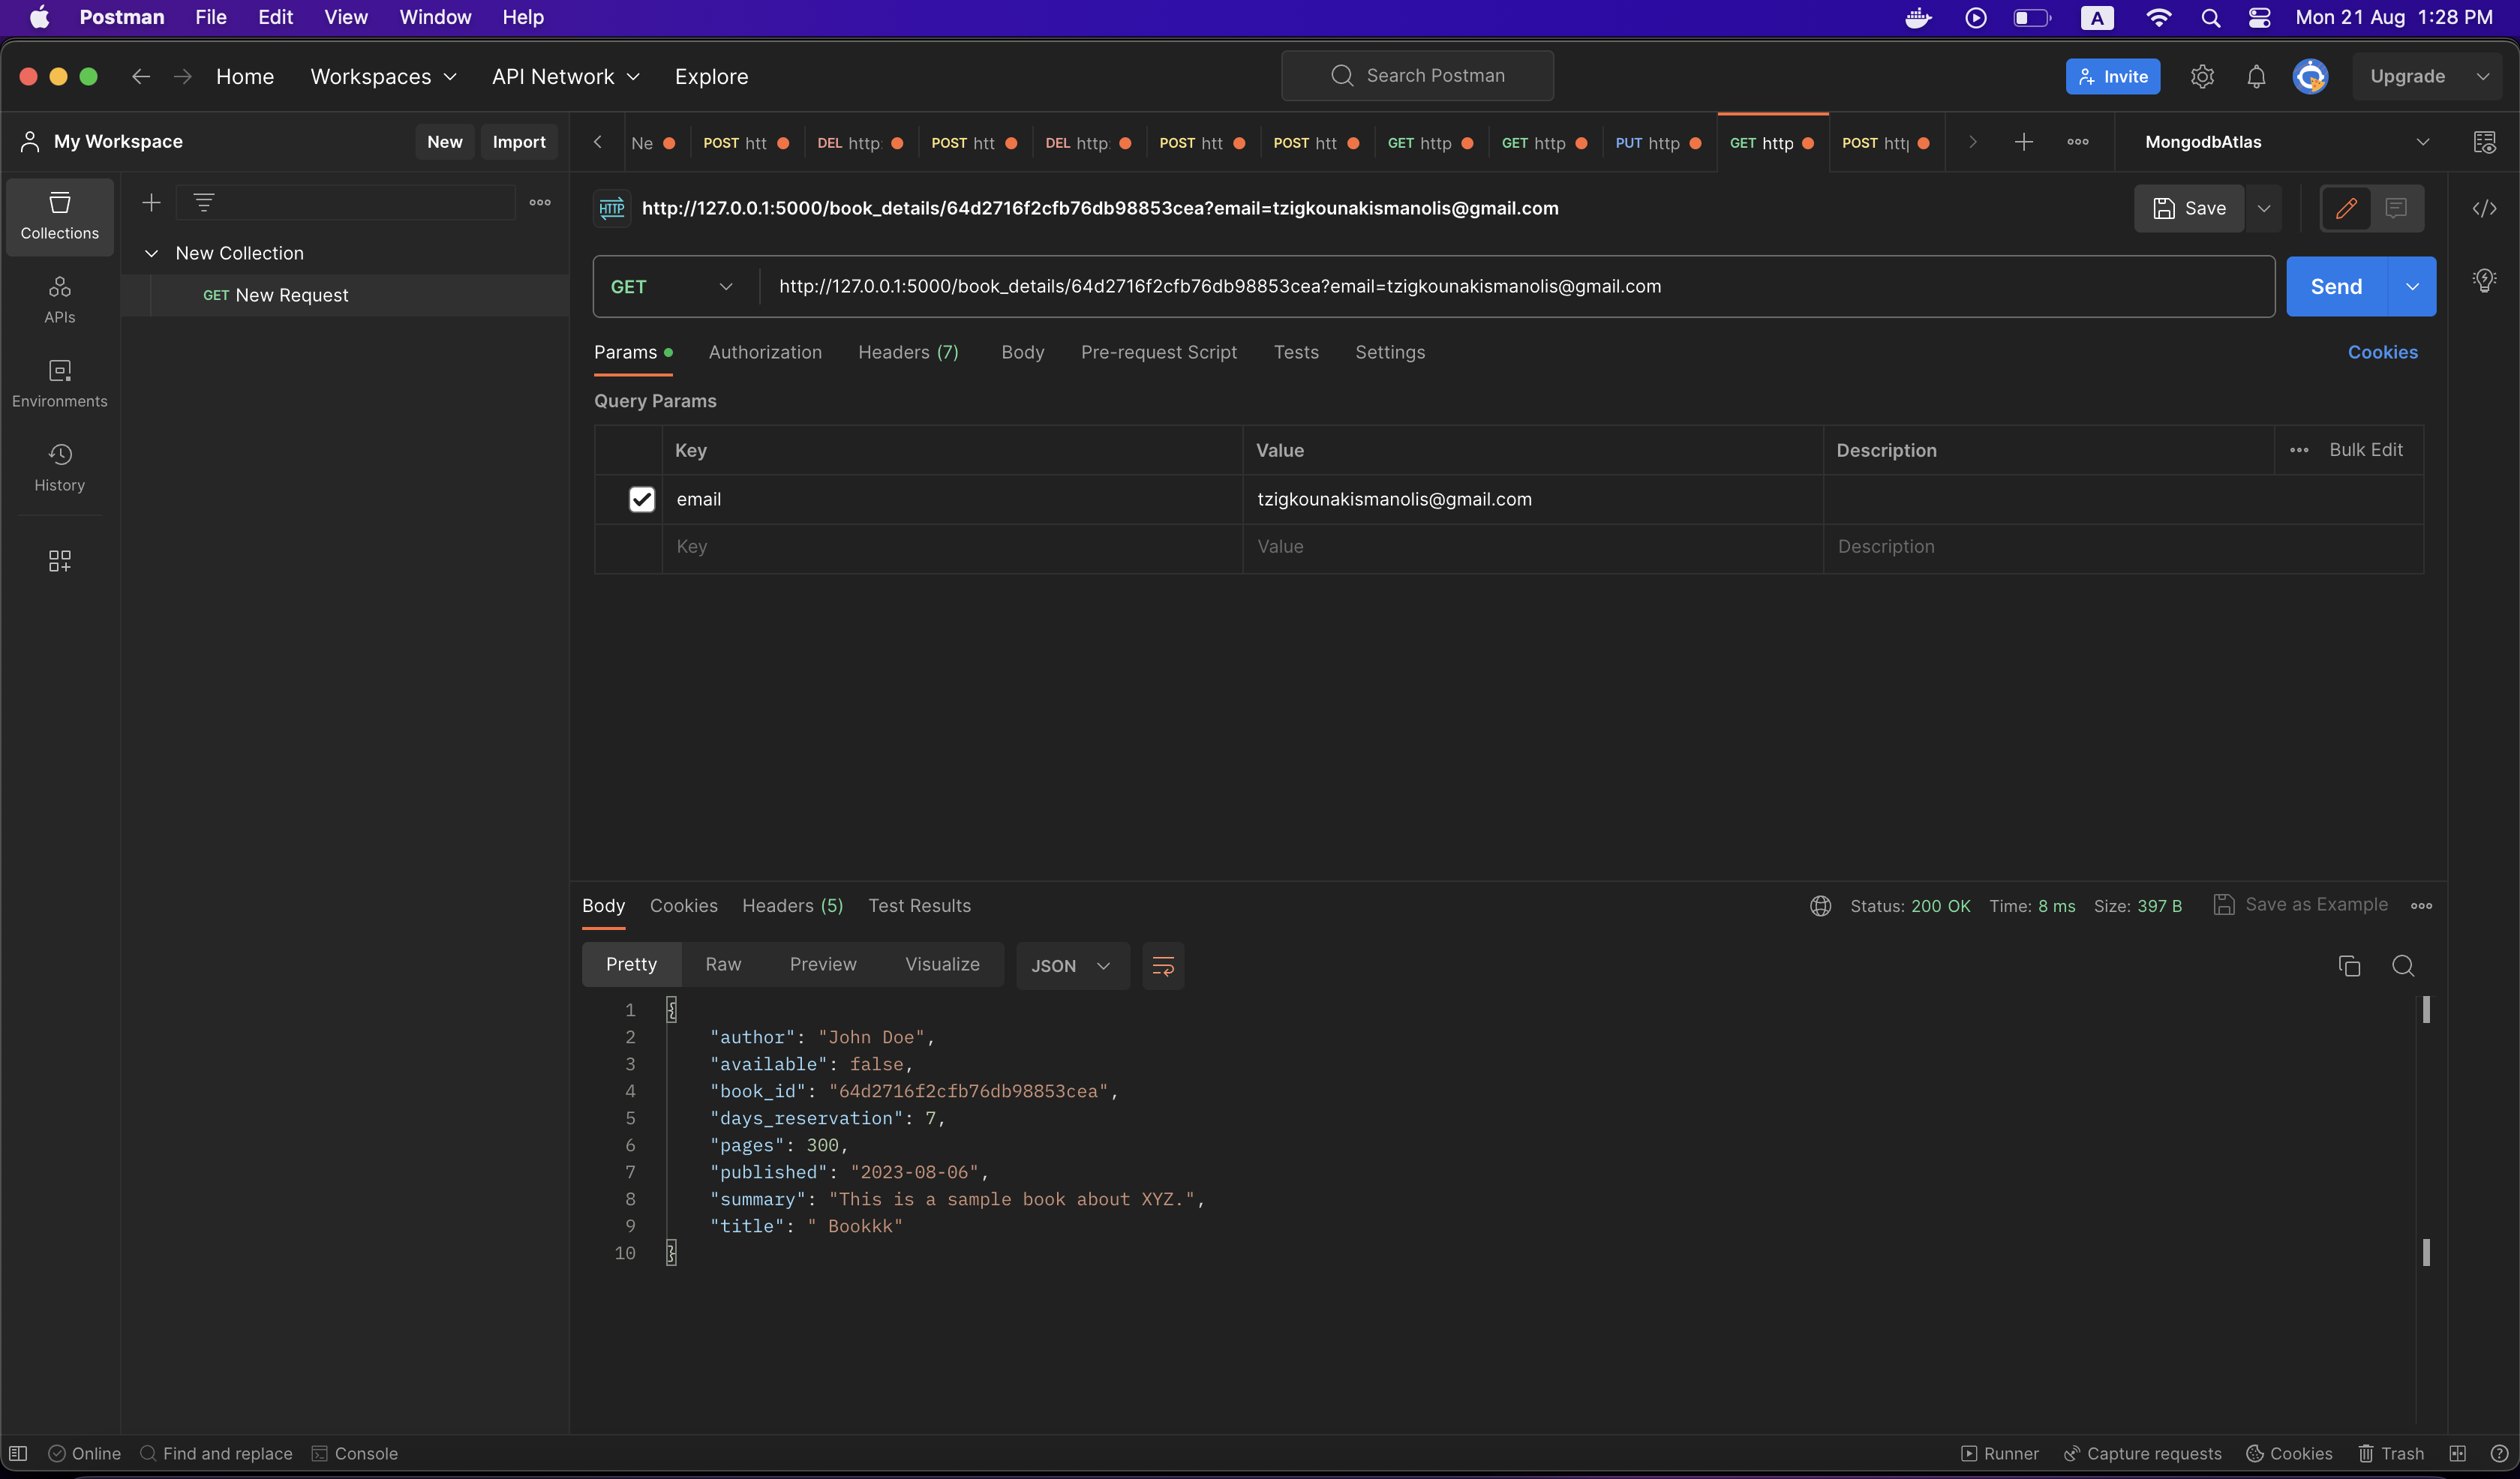 Postman File Edit View Window Help A Mon 21 Aug 1:28 PM
Home Workspaces API Network Explore Search Postman Invite Upgrade
My Workspace New Import
Ne POST htt DEL http: POST htt DEL http: POST htt POST htt GET http GET http PUT http GET http POST http MongodbAtlas
Collections
APIs
Environments
History
New Collection
GET New Request
HTTP http://127.0.0.1:5000/book_details/64d2716f2cfb76db98853cea?email=tzigkounakismanolis@gmail.com Save
GET http://127.0.0.1:5000/book_details/64d2716f2cfb76db98853cea?email=tzigkounakismanolis@gmail.com Send
Params Authorization Headers (7) Body Pre-request Script Tests Settings Cookies
Query Params
Key Value Description Bulk Edit
email tzigkounakismanolis@gmail.com
Key Value Description
Body Cookies Headers (5) Test Results Status: 200 OK Time: 8 ms Size: 397 B Save as Example
Pretty Raw Preview Visualize JSON
1 {
2 "author": "John Doe",
3 "available": false,
4 "book_id": "64d2716f2cfb76db98853cea",
5 "days_reservation": 7,
6 "pages": 300,
7 "published": "2023-08-06",
8 "summary": "This is a sample book about XYZ.",
9 "title": " Bookkk"
10 }
Online Find and replace Console Runner Capture requests Cookies Trash